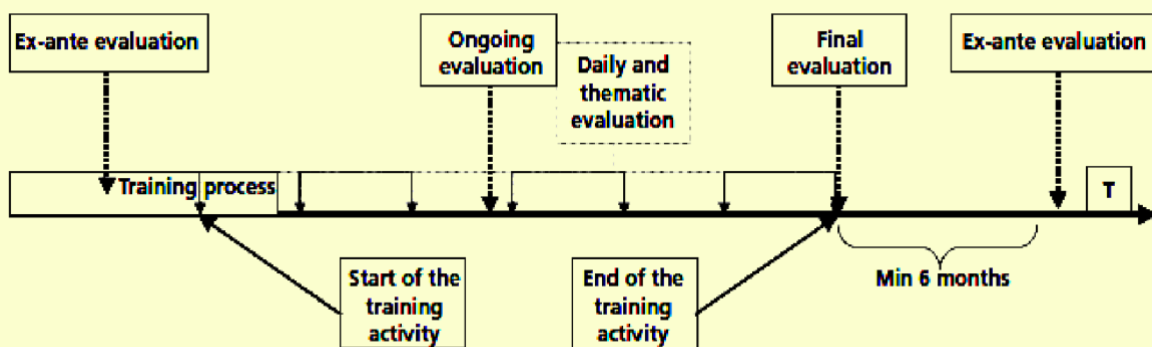 Ex-ante evaluation
Ongoing
evaluation
Daily and
thematic
evaluation
Final
evaluation
Ex-ante evaluation
Training process
T
Start of the
training
activity
End of the
training
activity
Min 6 months